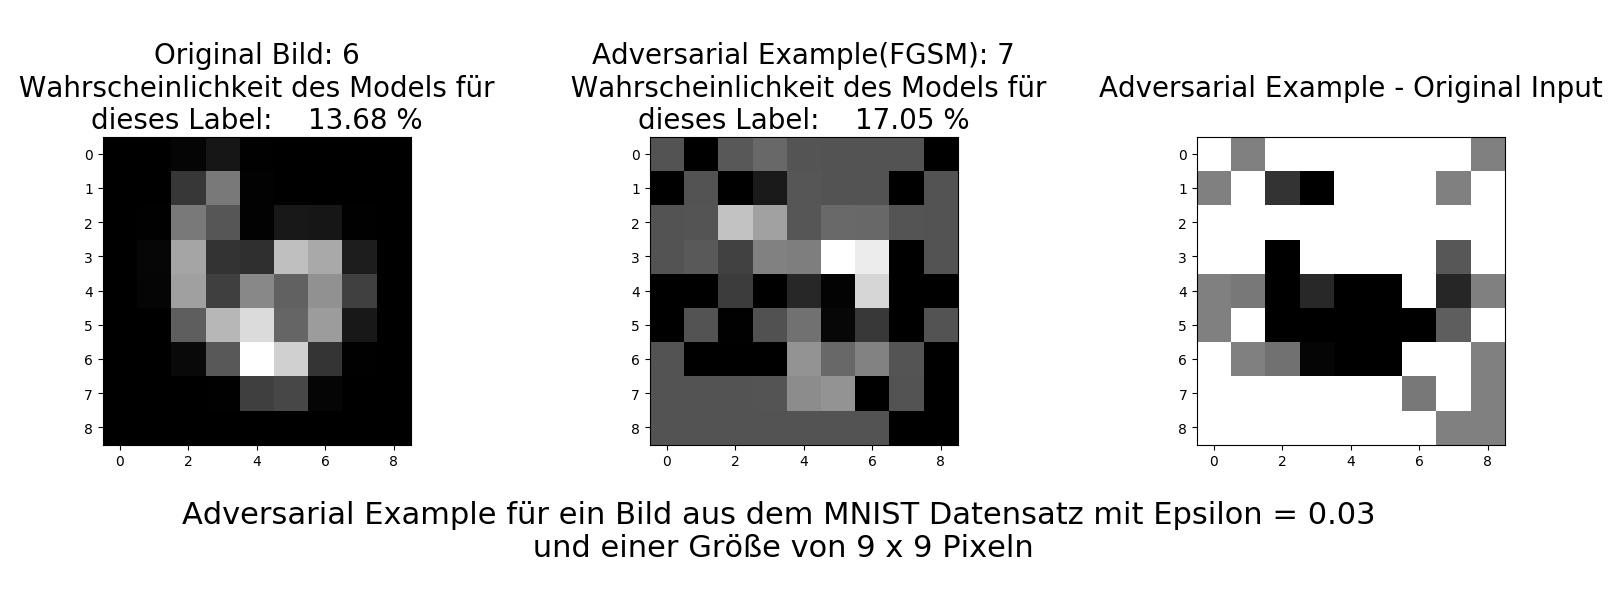 Original Bild: 6
Wahrscheinlichkeit des Models für
dieses Label:    13.68 %
0
1
2
3
4
5
6
7
8
0 2 4 6 8
Adversarial Example(FGSM): 7
Wahrscheinlichkeit des Models für
dieses Label:    17.05 %
0
1
2
3
4
5
6
7
8
0 2 4 6 8
Adversarial Example - Original Input
0
1
2
3
4
5
6
7
8
0 2 4 6 8
Adversarial Example für ein Bild aus dem MNIST Datensatz mit Epsilon = 0.03
und einer Größe von 9 x 9 Pixeln